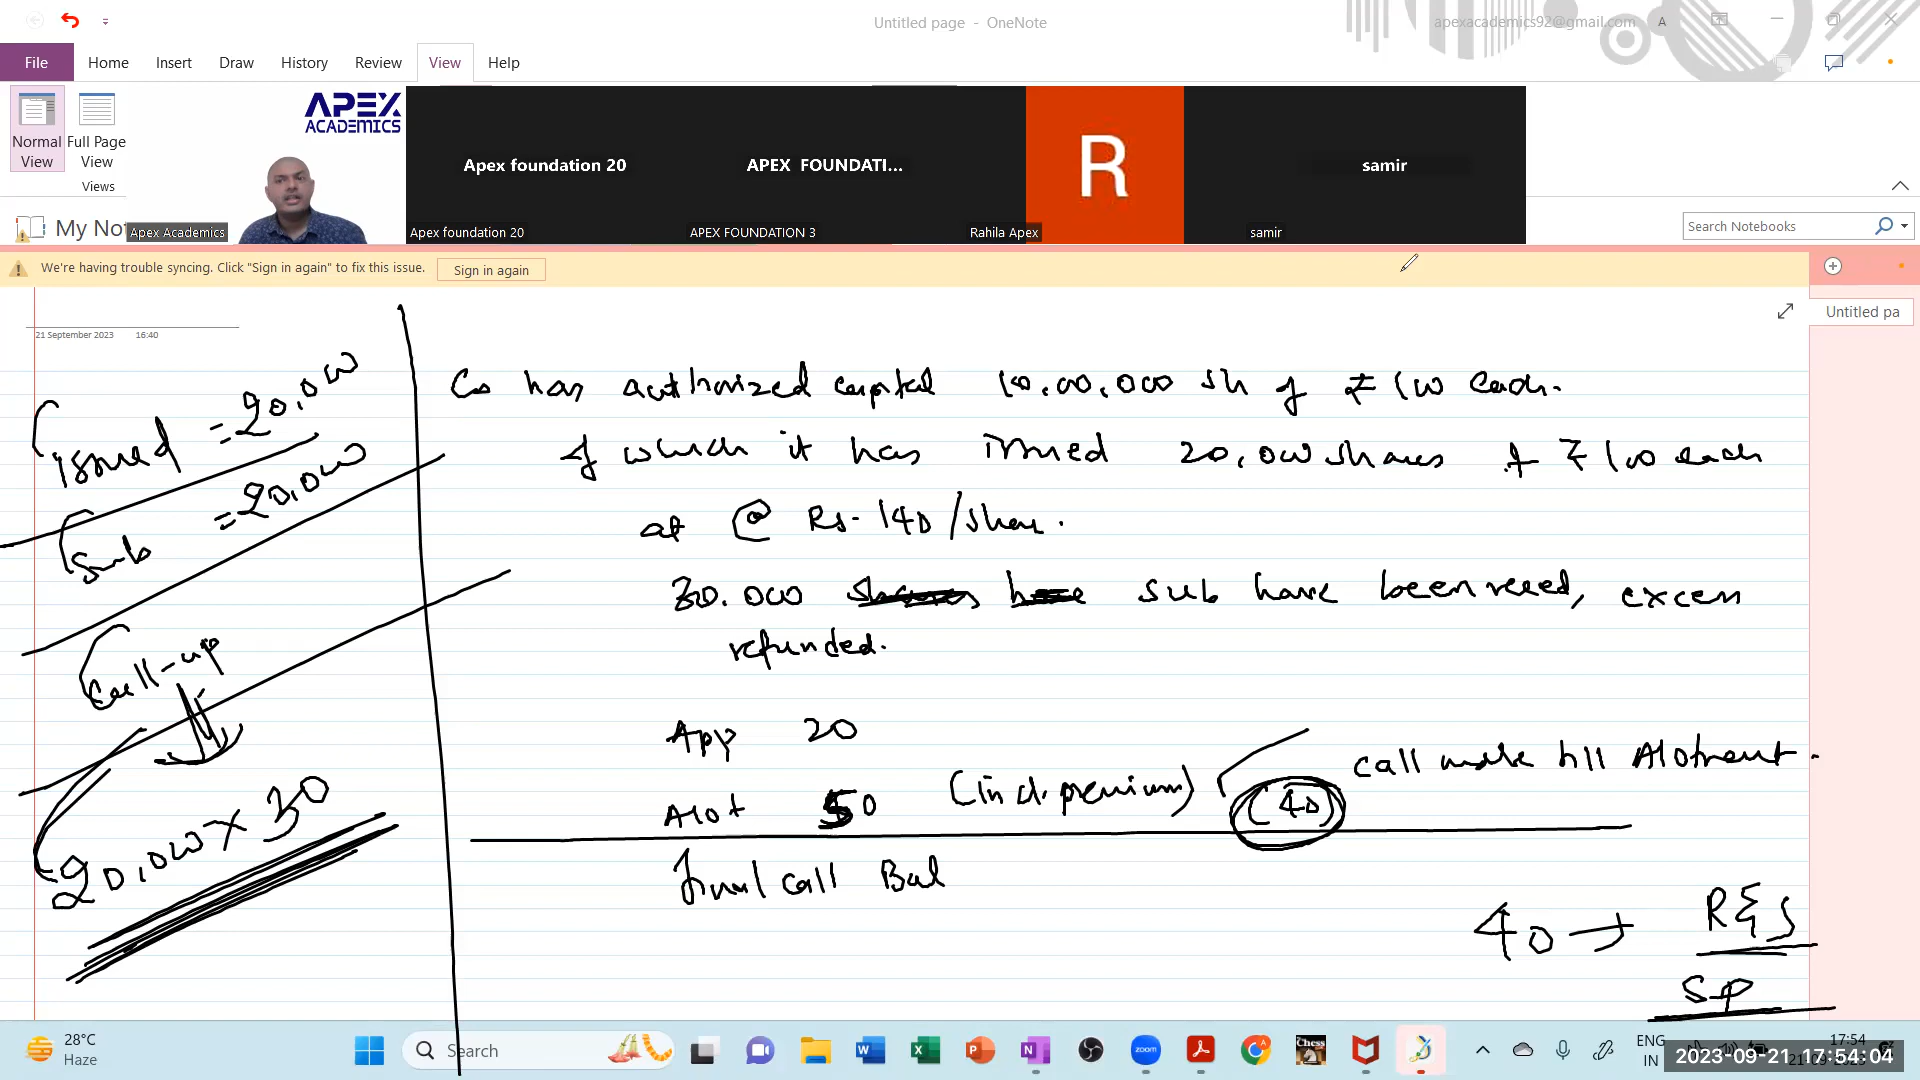 Untitled page - OneNote
apexacademics92@gmail.com A
File Home Insert Draw History Review View Help
Normal View
Full Page View
Views
APEX ACADEMICS
Apex foundation 20
APEX FOUNDATI...
R
samir
My No
Apex Academics
Apex foundation 20
APEX FOUNDATION 3
Rahila Apex
samir
Search Notebooks
We're having trouble syncing. Click "Sign in again" to fix this issue. Sign in again
Untitled pa
21 September 2023 16:40
issued = 20,000
Sub = 20,000
Call-up
20,000 x 30
Co has authorized capital 10,00,000 sh of ₹ 100 each.
of which it has issued 20,000 shares of ₹ 100 each
at @ Rs. 140/share.
30,000 sub have been reced, excess
refunded.
App 20
Alot 50 (incl. premium) (40) call made till Alotment.
final call Bal
40 → R&S
SP
28°C
Haze
Search
zoom
Chess
ENG
IN
17:54
2023-09-21 17:54:04